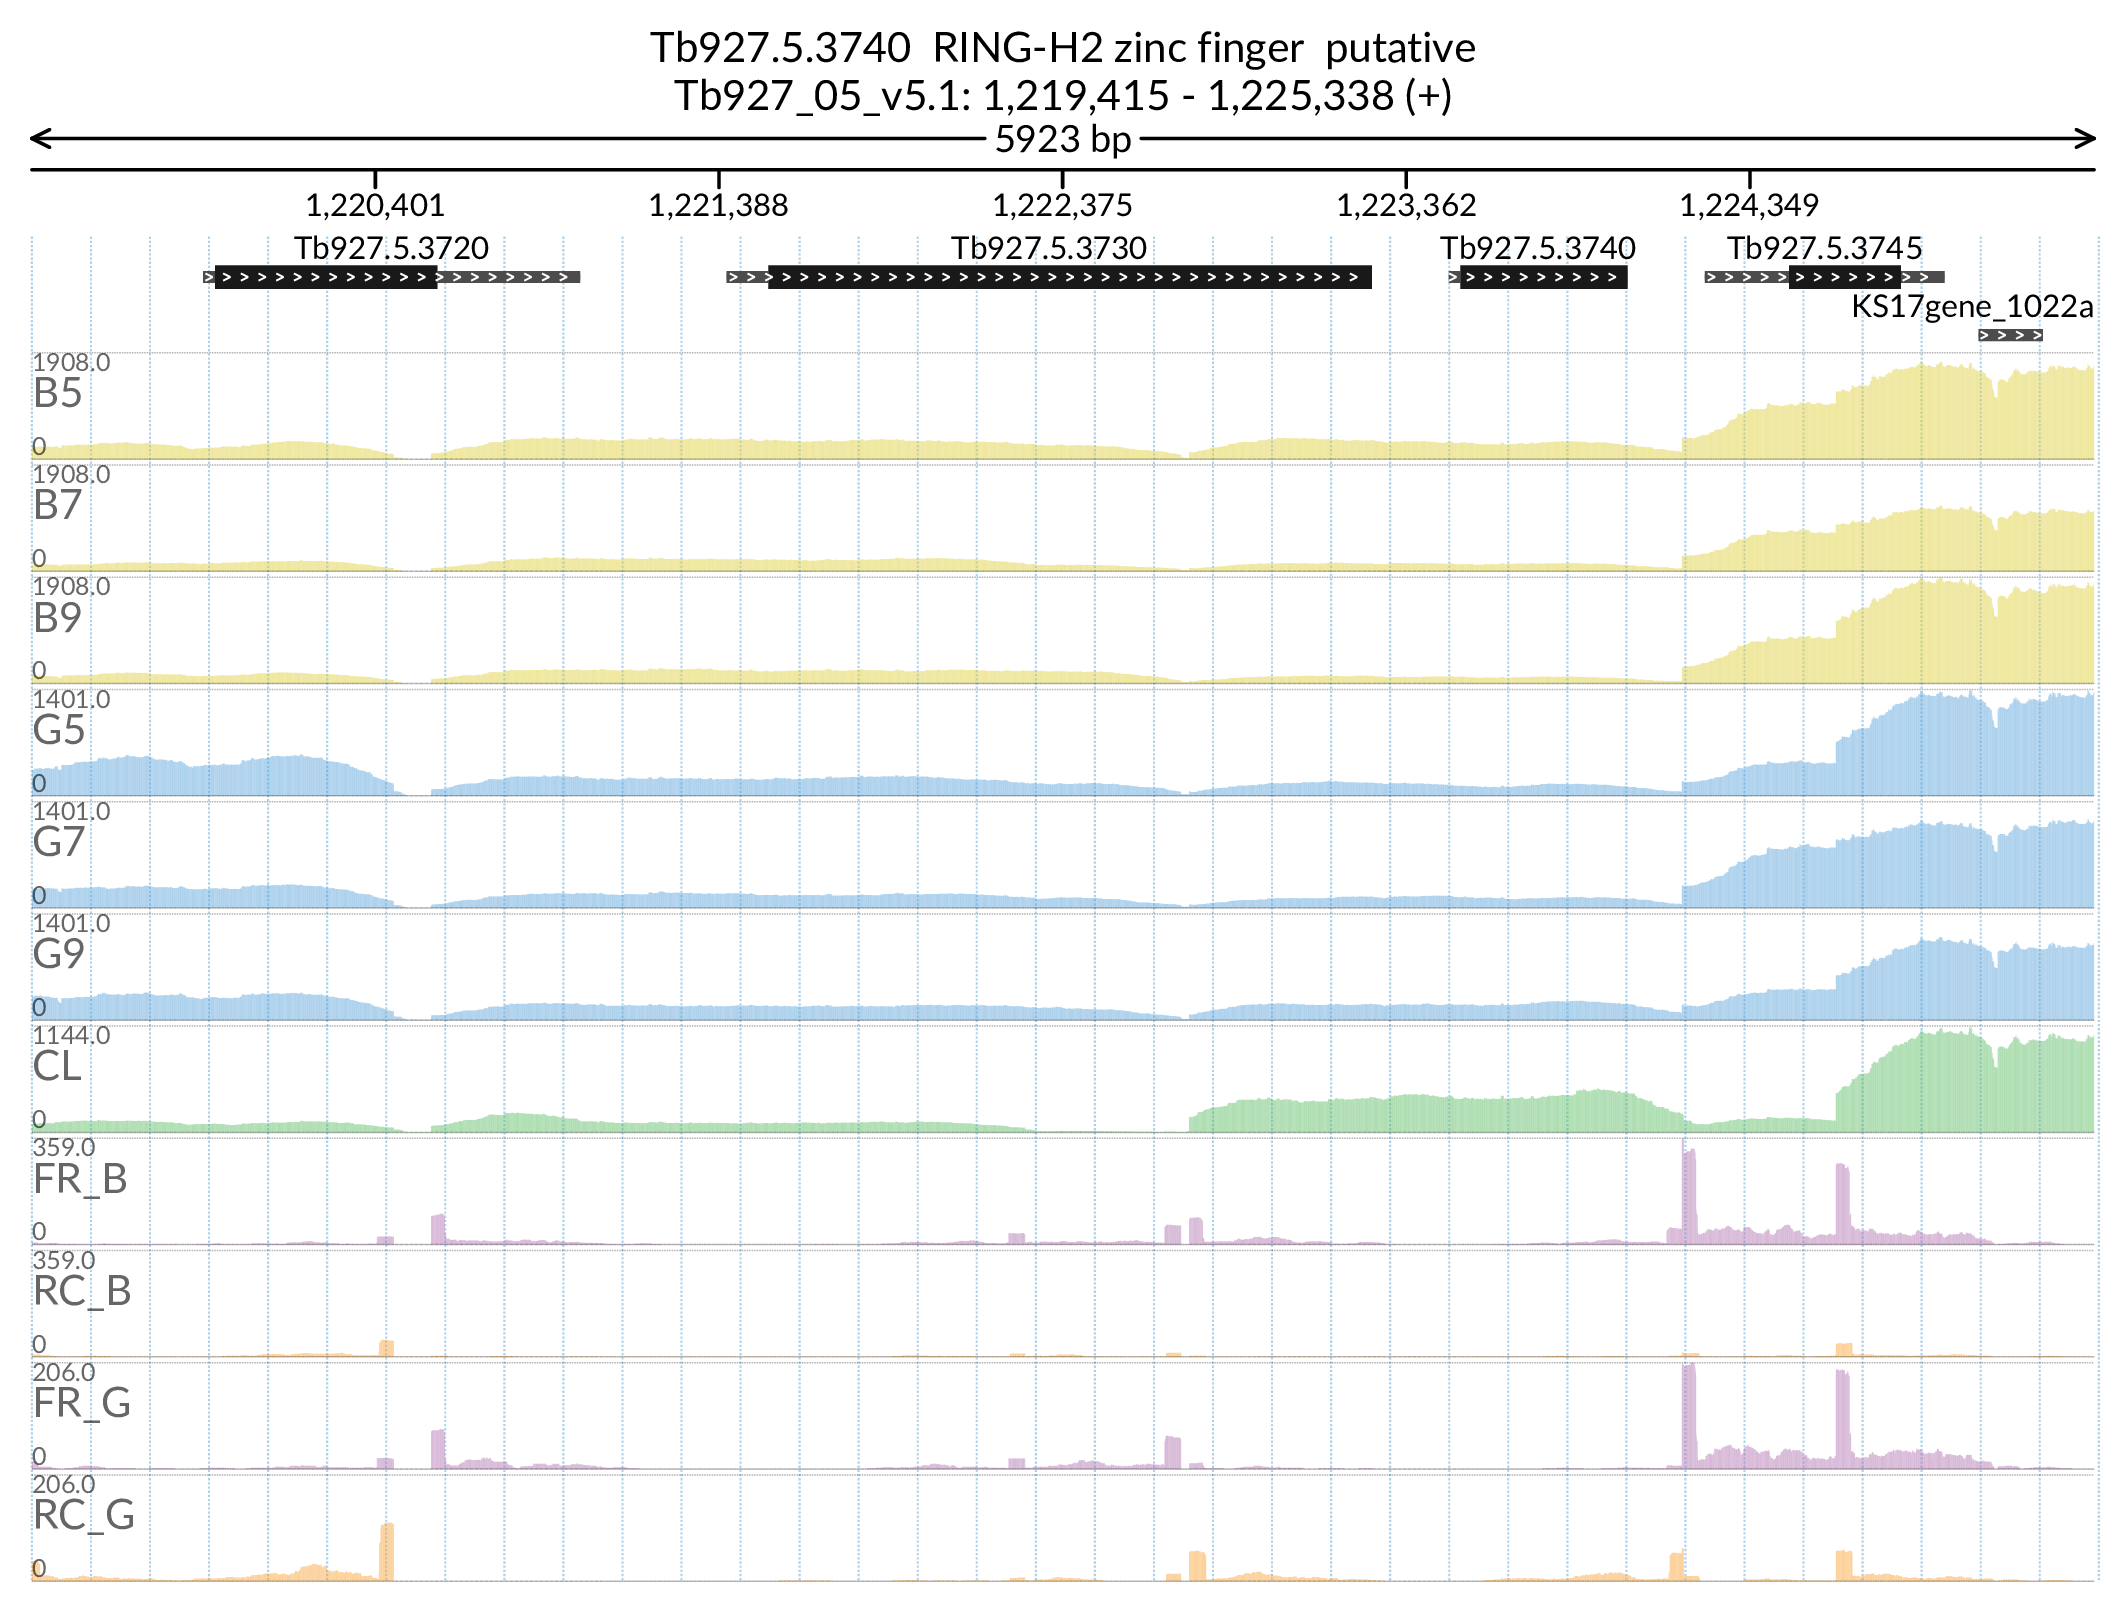 Tb927.5.3740 RING-H2 zinc finger putative
Tb927_05_v5.1: 1,219,415 - 1,225,338 (+)
5923 bp
1,220,401 1,221,388 1,222,375 1,223,362 1,224,349
Tb927.5.3720 Tb927.5.3730 Tb927.5.3740 Tb927.5.3745
KS17gene_1022a
1908.0
B5
0
1908.0
B7
0
1908.0
B9
0
1401.0
G5
0
1401.0
G7
0
1401.0
G9
0
1144.0
CL
0
359.0
FR_B
0
359.0
RC_B
0
206.0
FR_G
0
206.0
RC_G
0